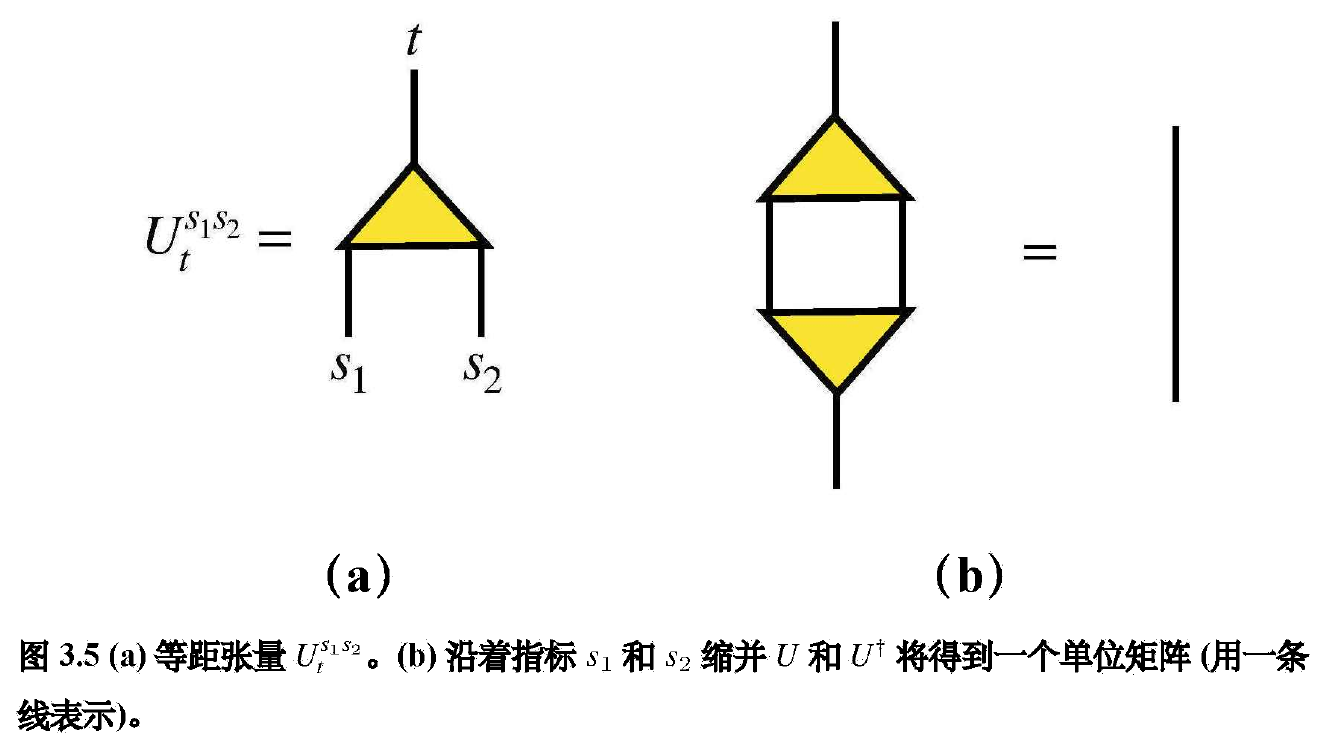 t
U_t^{s_1 s_2} =
s_1 s_2
=
(a) (b)
图 3.5 (a) 等距张量 U_t^{s_1 s_2}。(b) 沿着指标 s_1 和 s_2 缩并 U 和 U^† 将得到一个单位矩阵 (用一条
线表示)。